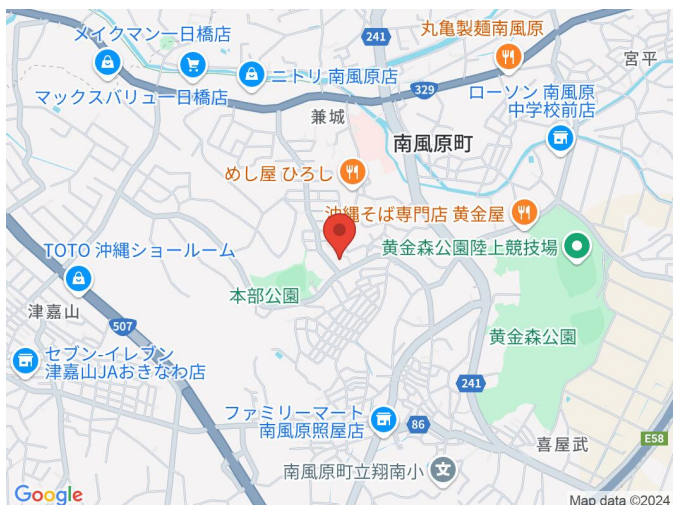 メイクマン一日橋店
マックスバリュ一日橋店
ニトリ 南風原店
241
丸亀製麺南風原
宮平
329
ローソン 南風原
中学校前店
兼城
南風原町
めし屋 ひろし
沖縄そば専門店 黄金屋
TOTO 沖縄ショールーム
黄金森公園陸上競技場
本部公園
津嘉山
507
黄金森公園
セブン-イレブン
津嘉山JAおきなわ店
241
ファミリーマート
南風原照屋店
86
喜屋武
E58
南風原町立翔南小
文
Google
Map data ©2024